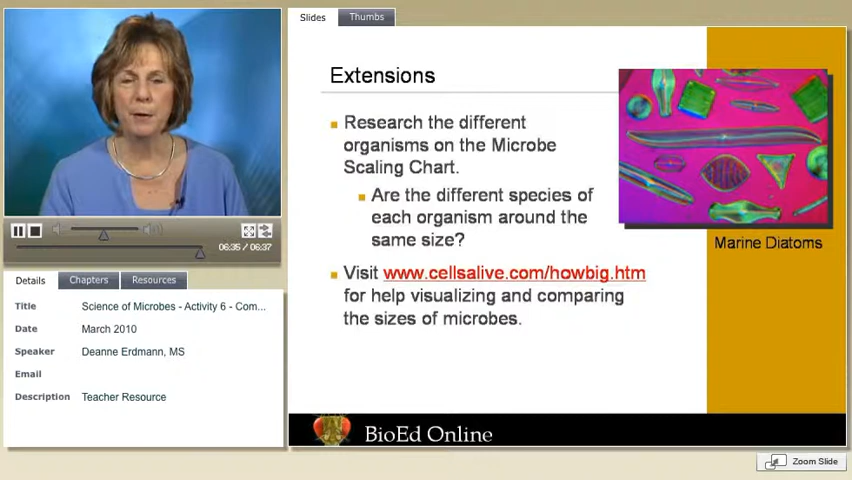 Slides Thumbs
Extensions
Research the different
organisms on the Microbe
Scaling Chart.
Are the different species of
each organism around the
same size?
Visit www.cellsalive.com/howbig.htm
for help visualizing and comparing
the sizes of microbes.
Marine Diatoms
06:35 / 06:37
Details Chapters Resources
Title Science of Microbes - Activity 6 - Com...
Date March 2010
Speaker Deanne Erdmann, MS
Email
Description Teacher Resource
BioEd Online
Zoom Slide